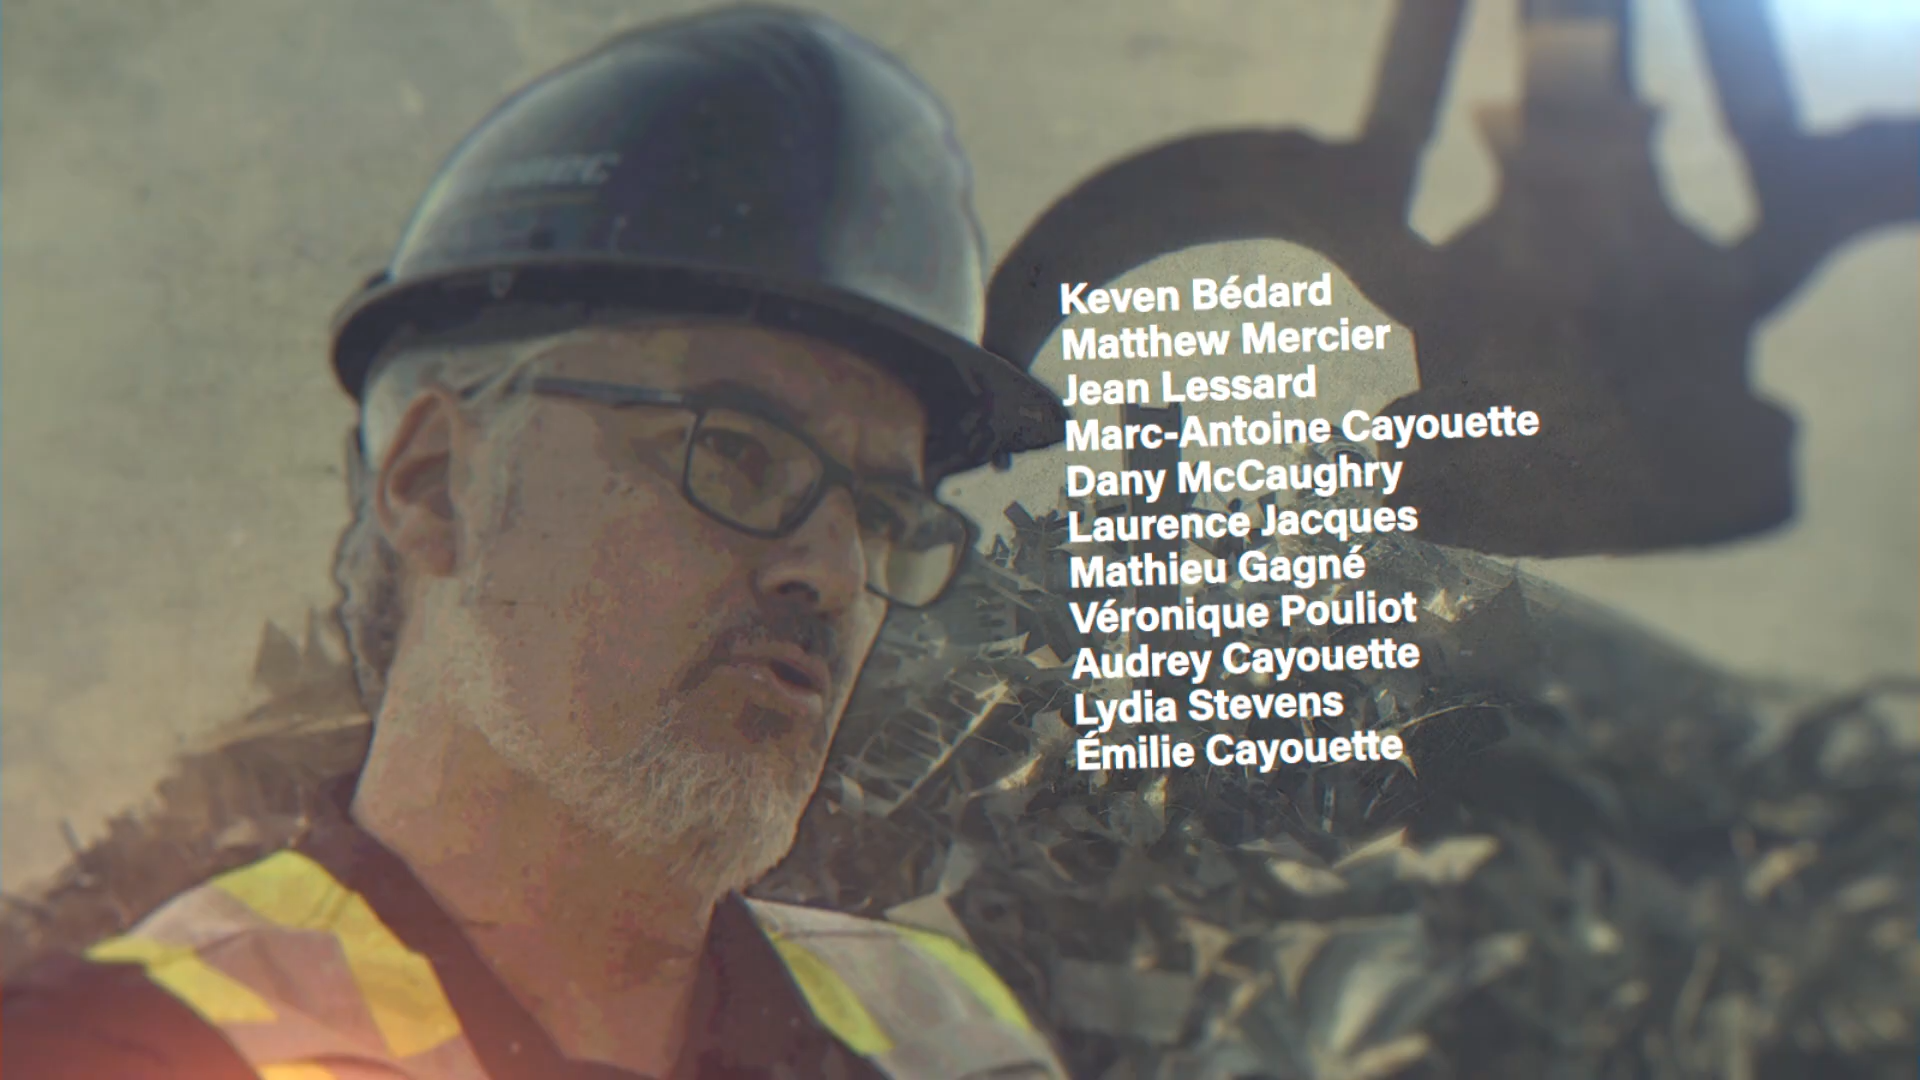 Keven Bédard
Matthew Mercier
Jean Lessard
Marc-Antoine Cayouette
Dany McCaughry
Laurence Jacques
Mathieu Gagné
Véronique Pouliot
Audrey Cayouette
Lydia Stevens
Émilie Cayouette